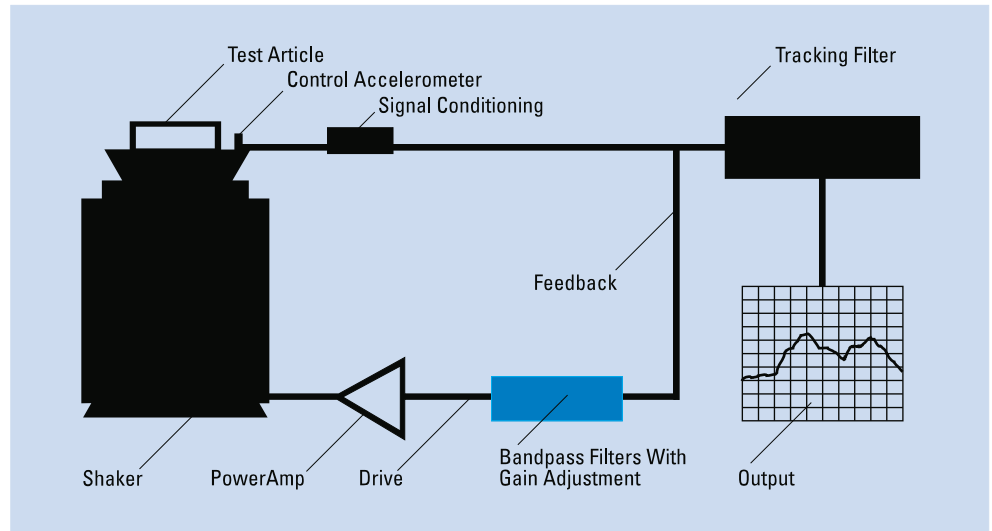 Test Article
Control Accelerometer
Signal Conditioning
Tracking Filter
Feedback
Shaker
PowerAmp
Drive
Bandpass Filters With
Gain Adjustment
Output